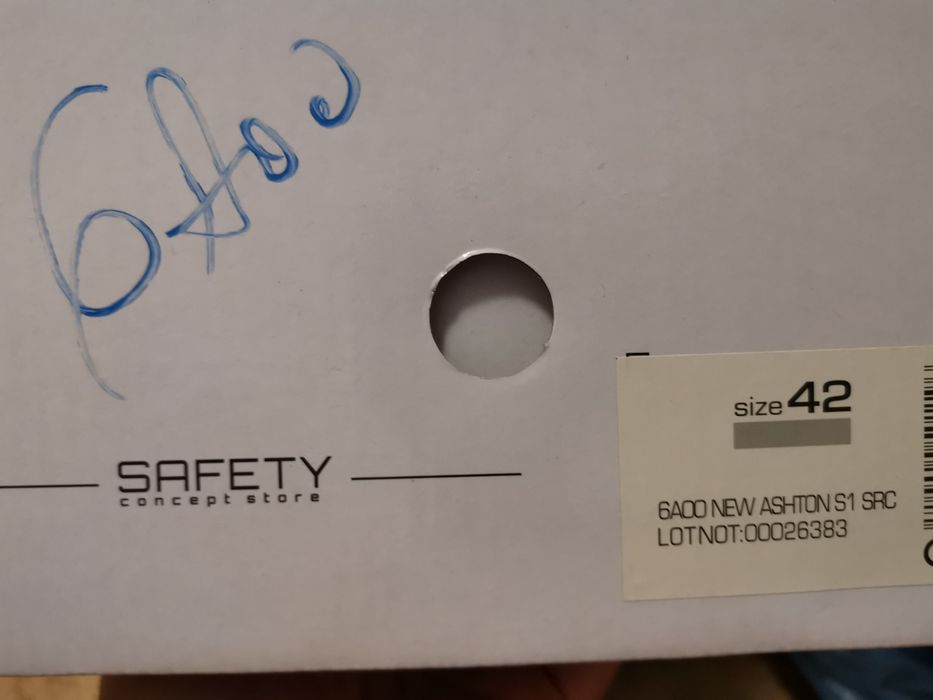 6A00
SAFETY
concept store
size 42
6A00 NEW ASHTON S1 SRC
LOTNOT:00026383